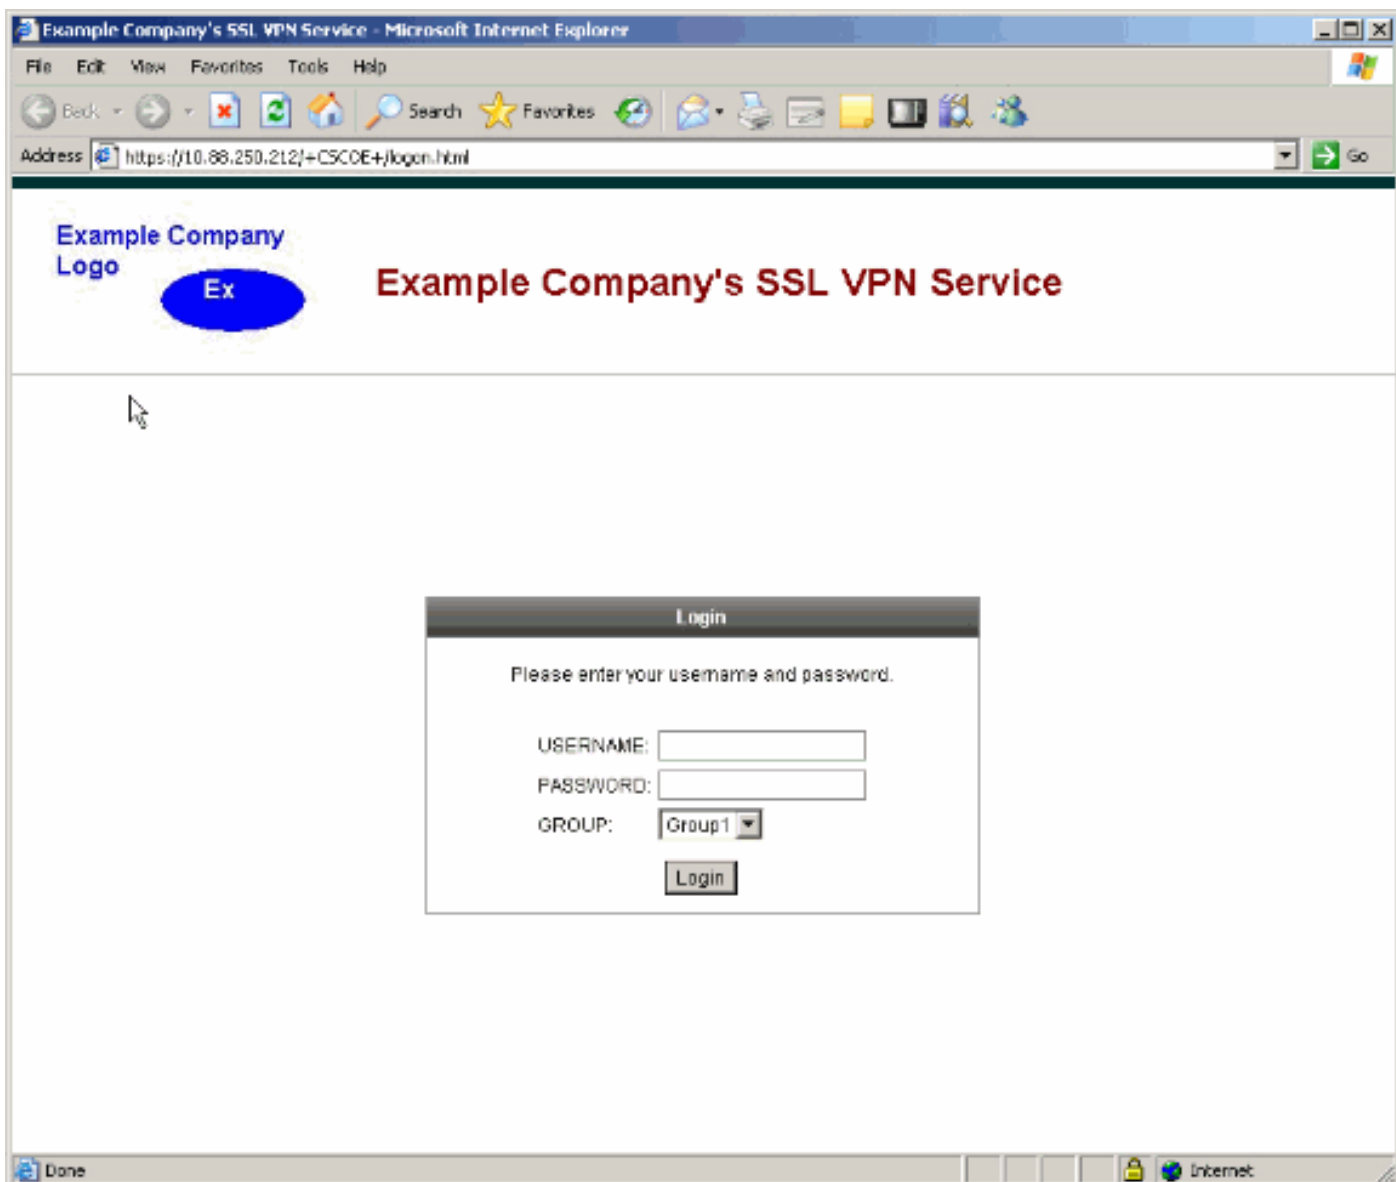 Example Company's SSL VPN Service - Microsoft Internet Explorer
File Edit View Favorites Tools Help
Back Search Favorites
Address https://10.88.250.212/+CSCOE+/logon.html Go
Example Company
Logo
Ex
Example Company's SSL VPN Service
Login
Please enter your username and password.
USERNAME:
PASSWORD:
GROUP: Group1
Login
Done Internet